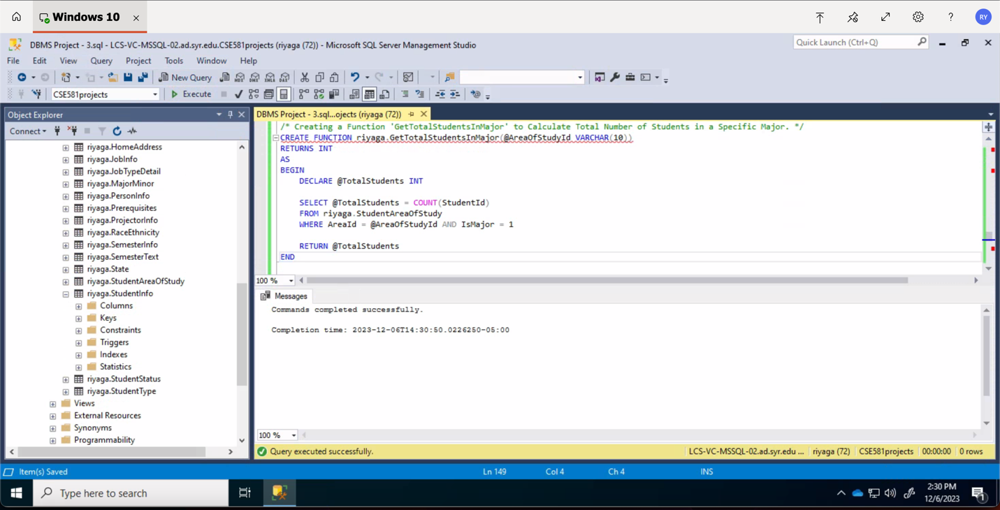 Windows 10
RY
DBMS Project - 3.sql - LCS-VC-MSSQL-02.ad.syr.edu.CSE581projects (riyaga (72)) - Microsoft SQL Server Management Studio
Quick Launch (Ctrl+Q)
File Edit View Query Project Tools Window Help
New Query
CSE581projects
Execute
Object Explorer
Connect
riyaga.HomeAddress
riyaga.JobInfo
riyaga.JobTypeDetail
riyaga.MajorMinor
riyaga.PersonInfo
riyaga.Prerequisites
riyaga.ProjectorInfo
riyaga.RaceEthnicity
riyaga.SemesterInfo
riyaga.SemesterText
riyaga.State
riyaga.StudentAreaOfStudy
riyaga.StudentInfo
Columns
Keys
Constraints
Triggers
Indexes
Statistics
riyaga.StudentStatus
riyaga.StudentType
Views
External Resources
Synonyms
Programmability
DBMS Project - 3.sql...ojects (riyaga (72))
/* Creating a Function 'GetTotalStudentsInMajor' to Calculate Total Number of Students in a Specific Major. */
CREATE FUNCTION riyaga.GetTotalStudentsInMajor(@AreaOfStudyId VARCHAR(10))
RETURNS INT
AS
BEGIN
DECLARE @TotalStudents INT
SELECT @TotalStudents = COUNT(StudentId)
FROM riyaga.StudentAreaOfStudy
WHERE AreaId = @AreaOfStudyId AND IsMajor = 1
RETURN @TotalStudents
END
100 %
Messages
Commands completed successfully.
Completion time: 2023-12-06T14:30:50.0226250-05:00
100 %
Query executed successfully.
LCS-VC-MSSQL-02.ad.syr.edu ... riyaga (72) CSE581projects 00:00:00 0 rows
Item(s) Saved
Ln 149 Col 4 Ch 4 INS
Type here to search
2:30 PM
12/6/2023
1